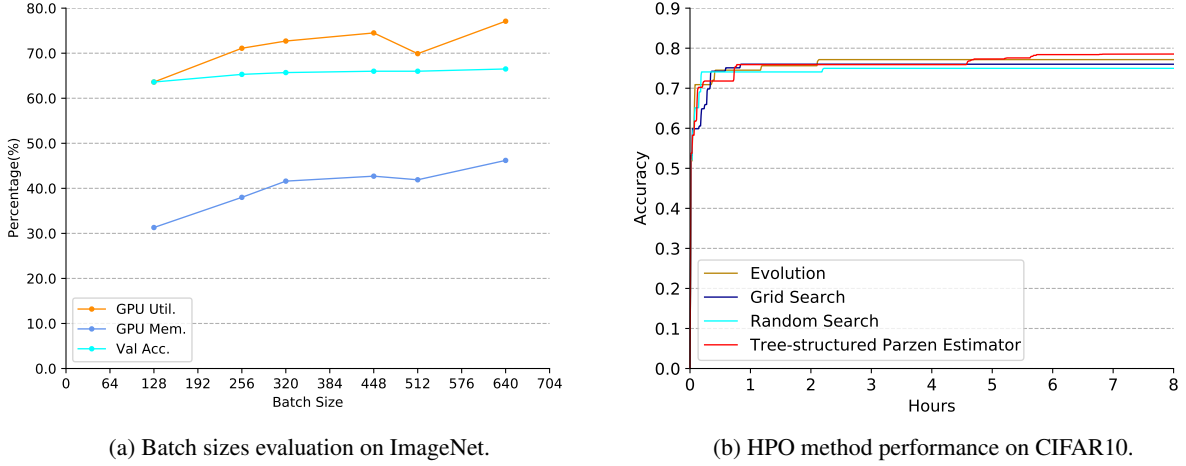 80.0
70.0
60.0
50.0
40.0
30.0
20.0
10.0
0.0
Percentage(%)
GPU Util.
GPU Mem.
Val Acc.
0 64 128 192 256 320 384 448 512 576 640 704
Batch Size
(a) Batch sizes evaluation on ImageNet.
0.9
0.8
0.7
0.6
0.5
0.4
0.3
0.2
0.1
0.0
Accuracy
Evolution
Grid Search
Random Search
Tree-structured Parzen Estimator
0 1 2 3 4 5 6 7 8
Hours
(b) HPO method performance on CIFAR10.